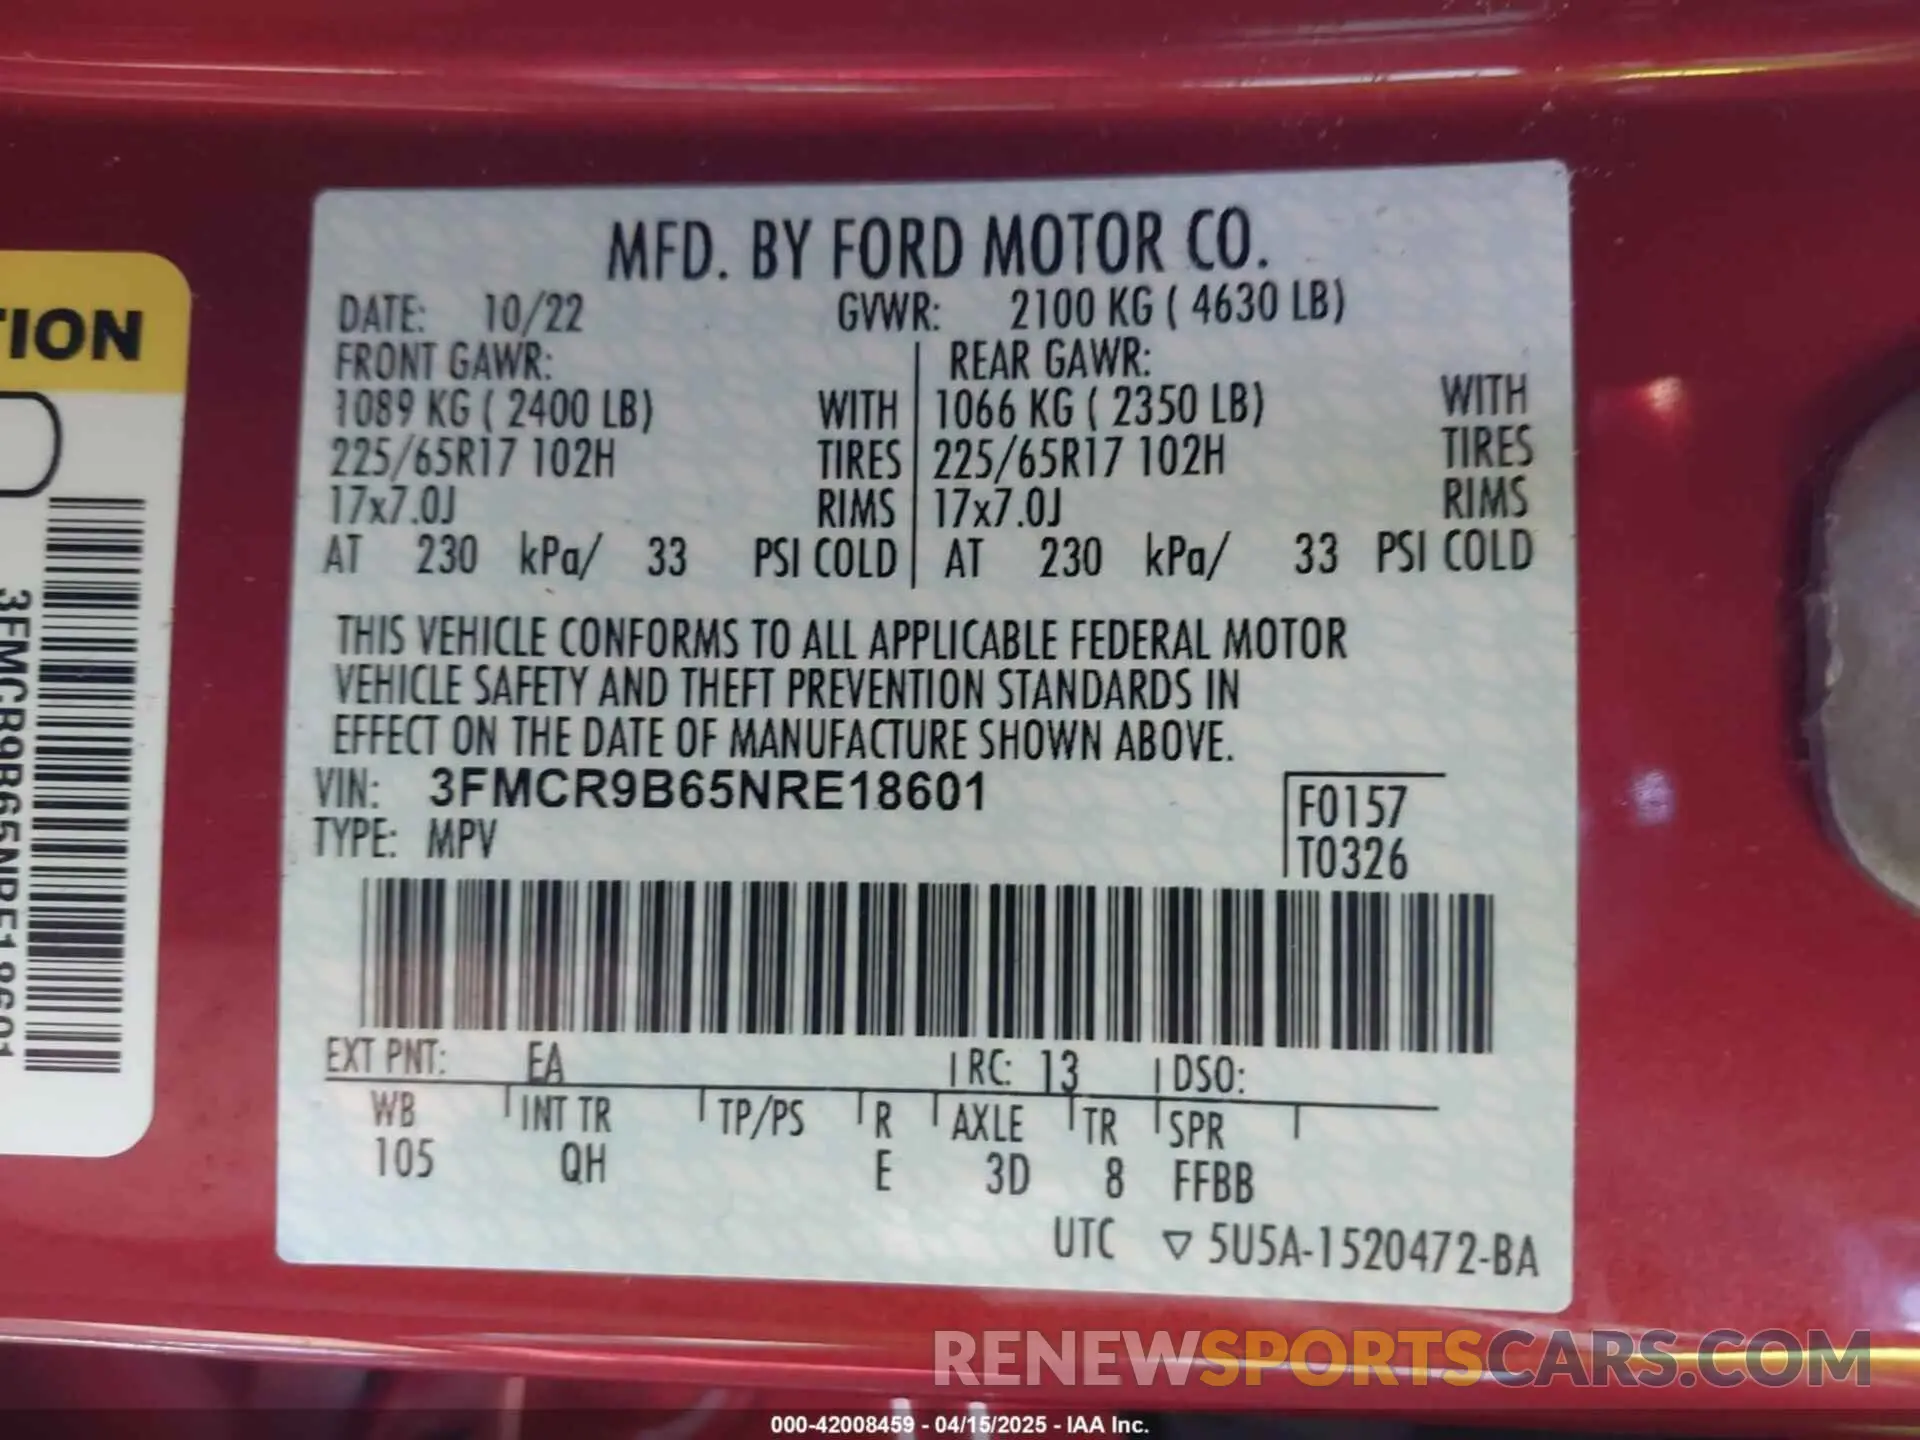 MFD. BY FORD MOTOR CO.
DATE: 10/22 GVWR: 2100 KG ( 4630 LB)
FRONT GAWR: REAR GAWR:
1089 KG ( 2400 LB) WITH 1066 KG ( 2350 LB) WITH
225/65R17 102H TIRES 225/65R17 102H TIRES
17x7.0J RIMS 17x7.0J RIMS
AT 230 kPa/ 33 PSI COLD AT 230 kPa/ 33 PSI COLD
THIS VEHICLE CONFORMS TO ALL APPLICABLE FEDERAL MOTOR
VEHICLE SAFETY AND THEFT PREVENTION STANDARDS IN
EFFECT ON THE DATE OF MANUFACTURE SHOWN ABOVE.
VIN: 3FMCR9B65NRE18601
F0157
TYPE: MPV
T0326
EXT PNT: EA RC: 13 DSO:
WB INT TR TP/PS R AXLE TR SPR
105 QH E 3D 8 FFBB
UTC ▽ 5U5A-1520472-BA
TION
3FMCR9B65NRE18601
RENEWSPORTSCARS.COM
000-42008459 - 04/15/2025 - IAA Inc.